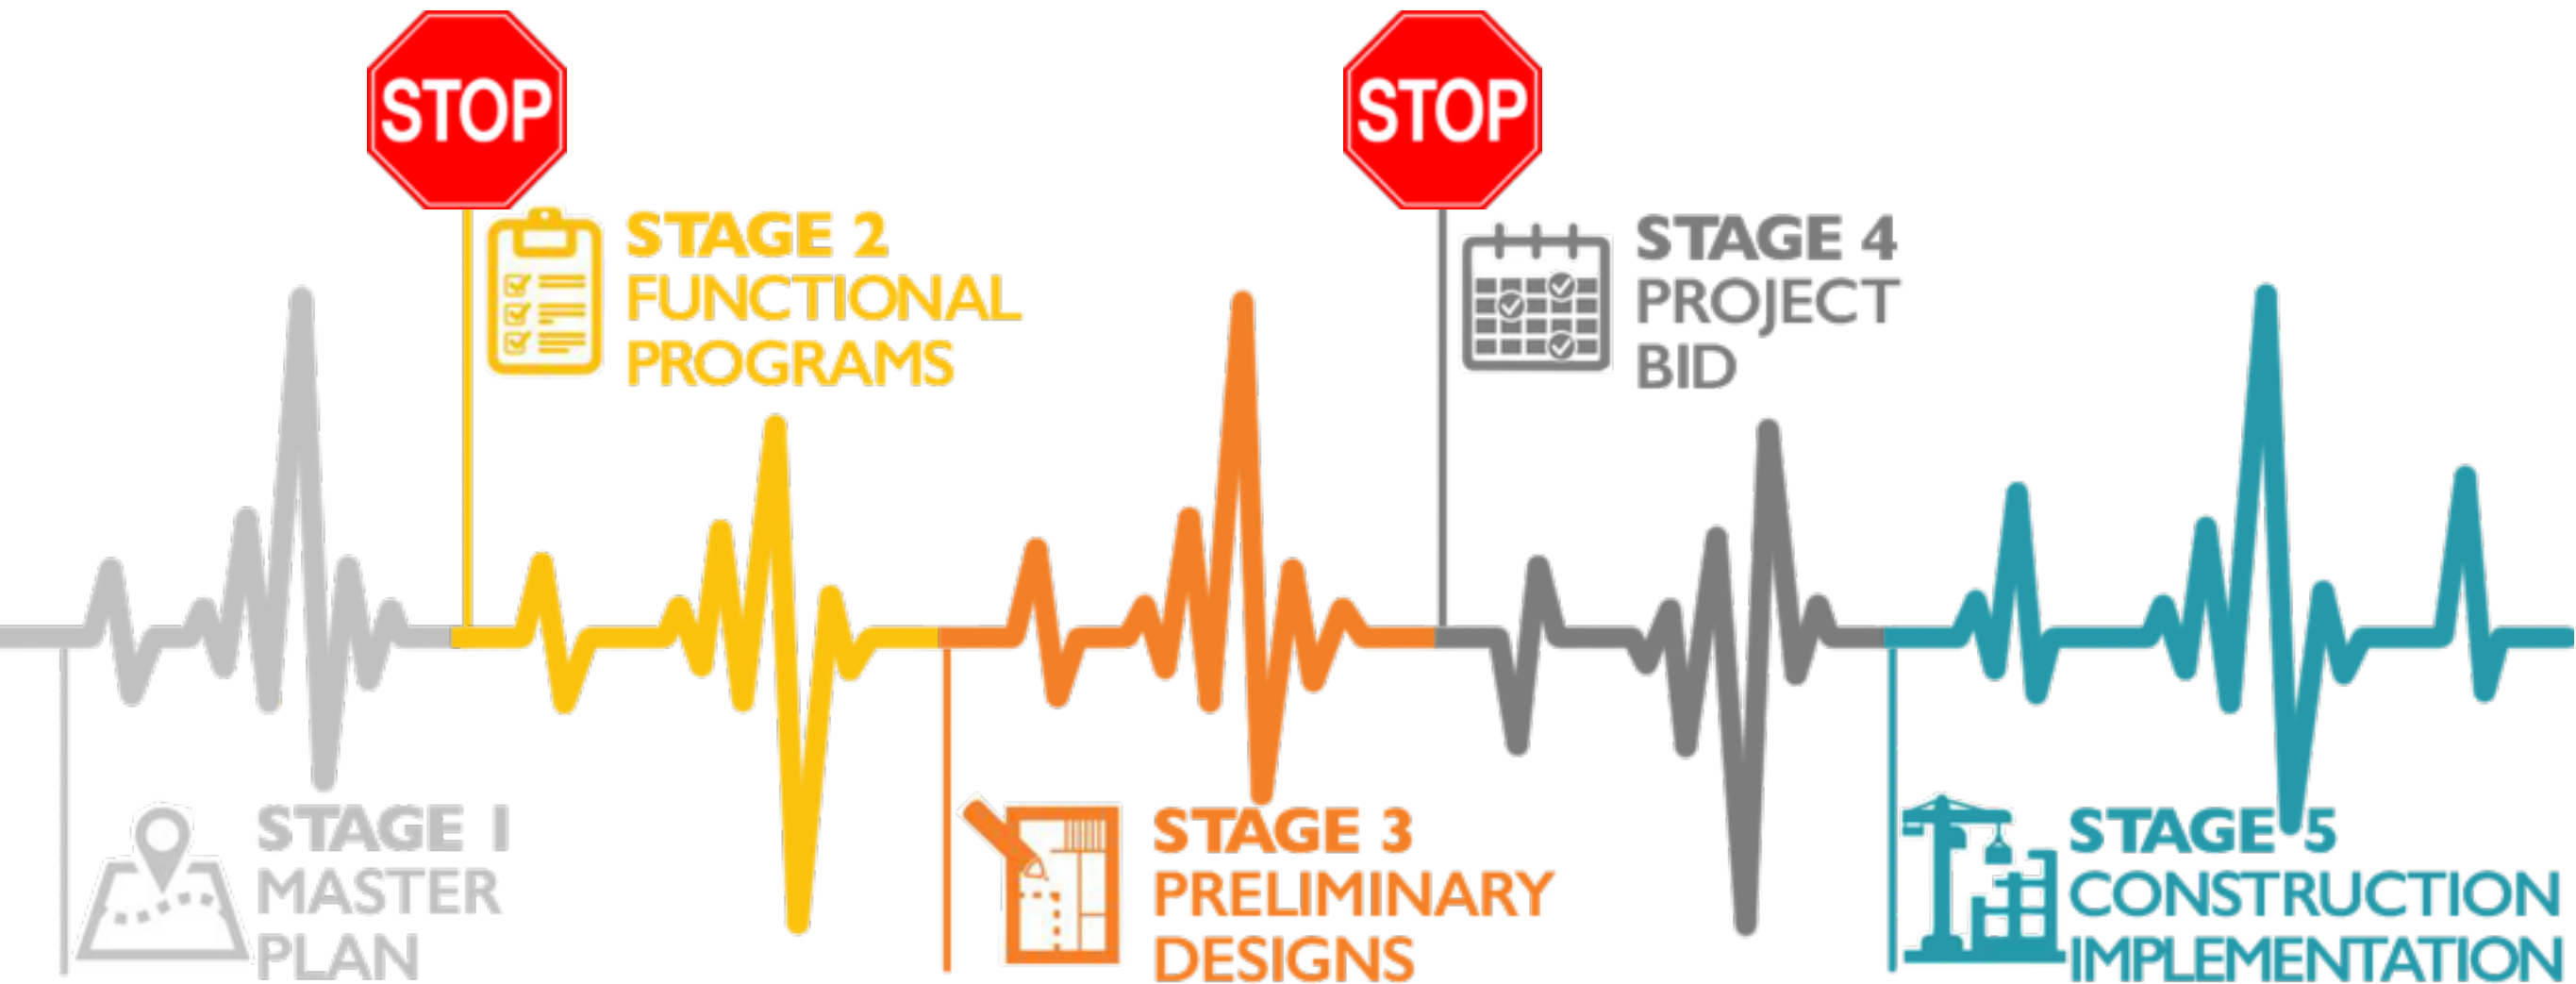 STOP
STOP
STAGE 2
FUNCTIONAL
PROGRAMS
STAGE 4
PROJECT
BID
STAGE 1
MASTER
PLAN
STAGE 3
PRELIMINARY
DESIGNS
STAGE 5
CONSTRUCTION
IMPLEMENTATION